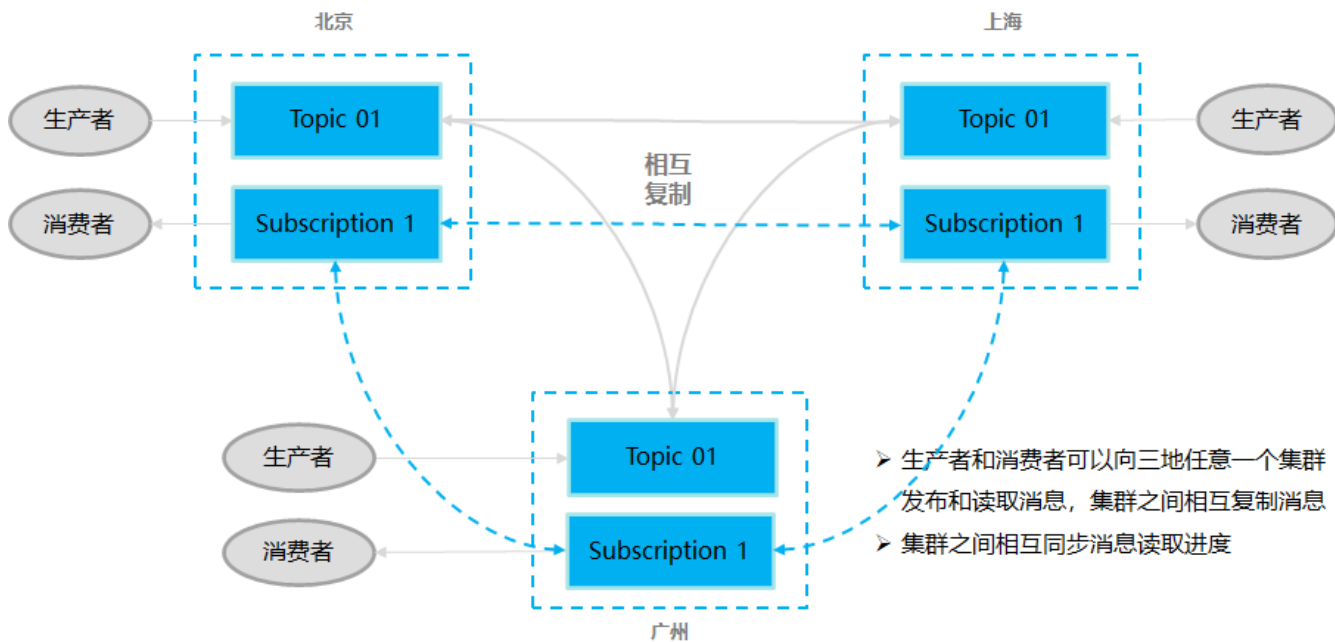 北京
上海
生产者
Topic 01
Topic 01
生产者
相互
复制
消费者
Subscription 1
Subscription 1
消费者
生产者
Topic 01
消费者
Subscription 1
广州
➢ 生产者和消费者可以向三地任意一个集群
发布和读取消息，集群之间相互复制消息
➢ 集群之间相互同步消息读取进度